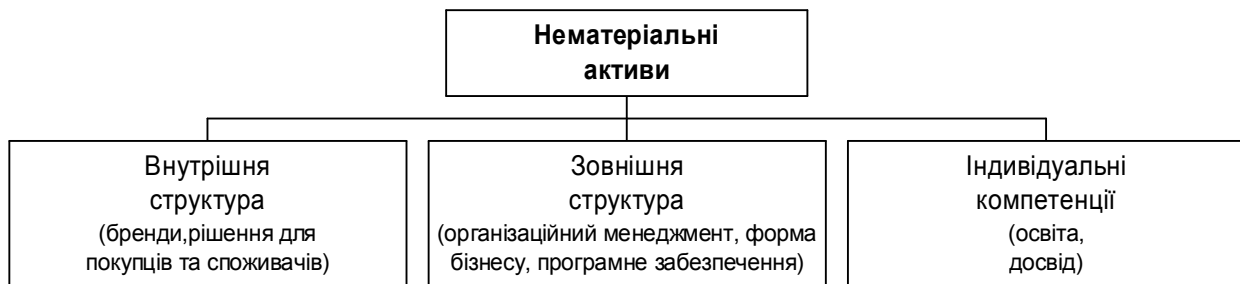 Нематеріальні
активи
Внутрішня
структура
(бренди,рішення для
покупців та споживачів)
Зовнішня
структура
(організаційний менеджмент, форма
бізнесу, програмне забезпечення)
Індивідуальні
компетенції
(освіта,
досвід)